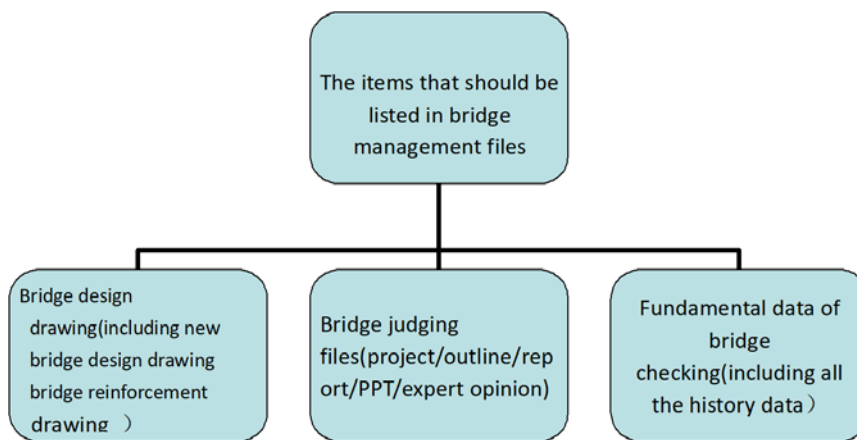 The items that should be
listed in bridge
management files
Bridge design
drawing(including new
bridge design drawing
bridge reinforcement
drawing ）
Bridge judging
files(project/outline/rep
ort/PPT/expert opinion)
Fundamental data of
bridge
checking(including all
the history data）